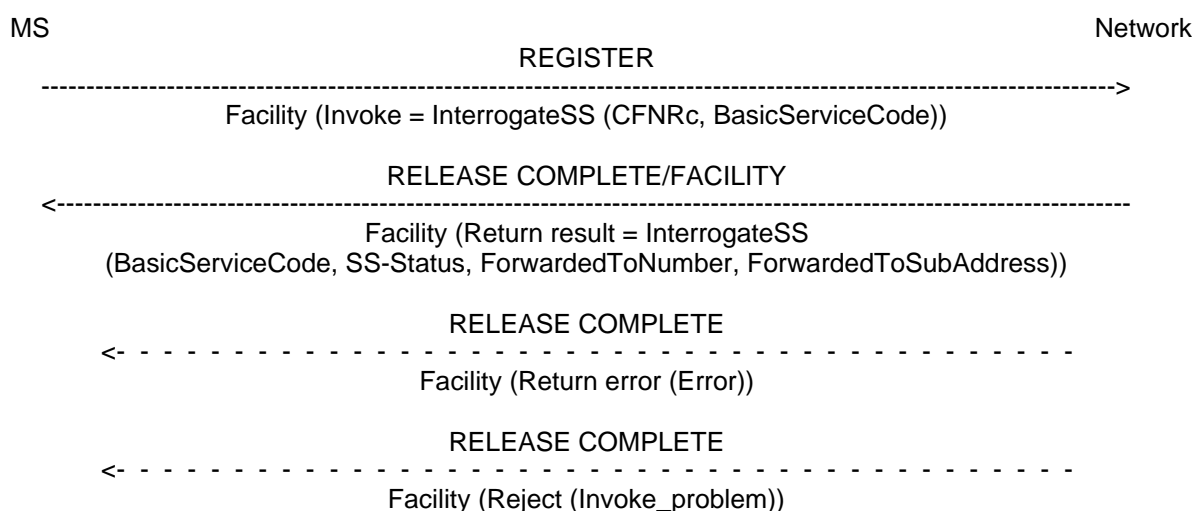 MS Network
REGISTER
Facility (Invoke = InterrogateSS (CFNRc, BasicServiceCode))
RELEASE COMPLETE/FACILITY
Facility (Return result = InterrogateSS
(BasicServiceCode, SS-Status, ForwardedToNumber, ForwardedToSubAddress))
RELEASE COMPLETE
Facility (Return error (Error))
RELEASE COMPLETE
Facility (Reject (Invoke_problem))